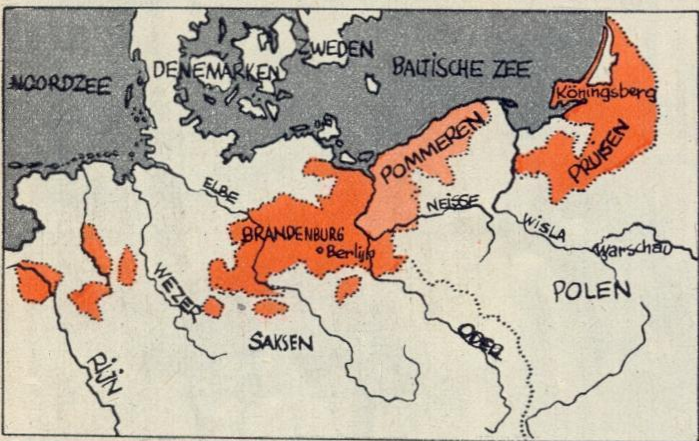 NOORDZEE
DENEMARKEN
ZWEDEN
BALTISCHE ZEE
Köningsberg
PRUISEN
POMMEREN
ELBE
NEISSE
WISLA
Warschau
BRANDENBURG
Berlijn
WEZER
POLEN
SAKSEN
ODER
RIJN